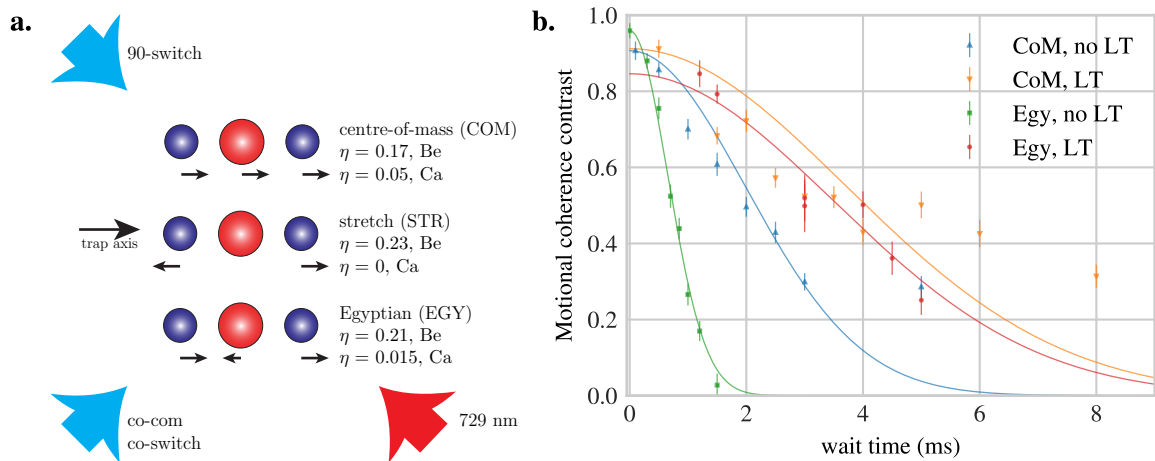 a.
90-switch
centre-of-mass (COM)
η = 0.17, Be
η = 0.05, Ca
trap axis
stretch (STR)
η = 0.23, Be
η = 0, Ca
Egyptian (EGY)
η = 0.21, Be
η = 0.015, Ca
co-com
co-switch
729 nm
b.
Motional coherence contrast
1.0
0.8
0.6
0.4
0.2
0.0
0 2 4 6 8
wait time (ms)
CoM, no LT
CoM, LT
Egy, no LT
Egy, LT